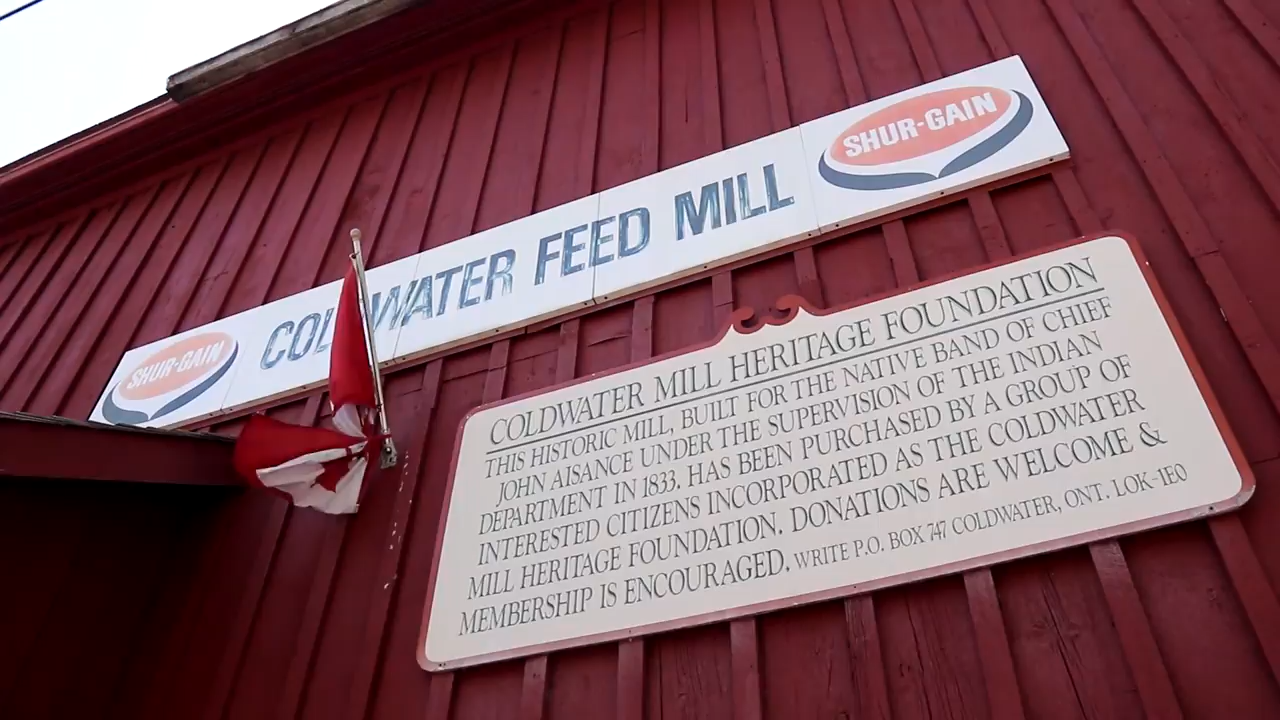 SHUR-GAIN
COLDWATER FEED MILL
SHUR-GAIN
COLDWATER MILL HERITAGE FOUNDATION
THIS HISTORIC MILL, BUILT FOR THE NATIVE BAND OF CHIEF
JOHN AISANCE UNDER THE SUPERVISION OF THE INDIAN
DEPARTMENT IN 1833, HAS BEEN PURCHASED BY A GROUP OF
INTERESTED CITIZENS INCORPORATED AS THE COLDWATER
MILL HERITAGE FOUNDATION. DONATIONS ARE WELCOME &
MEMBERSHIP IS ENCOURAGED. WRITE P.O. BOX 747 COLDWATER, ONT. LOK-1E0